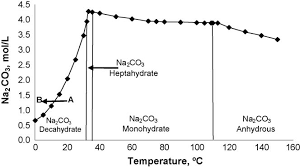 4.5
4.0
3.5
3.0
2.5
2.0
1.5
1.0
0.5
0.0
Na₂CO₃, mol/L
B
A
Na₂CO₃
Decahydrate
Na₂CO₃
Heptahydrate
Na₂CO₃
Monohydrate
Na₂CO₃
Anhydrous
0 20 40 60 80 100 120 140 160
Temperature, ºC